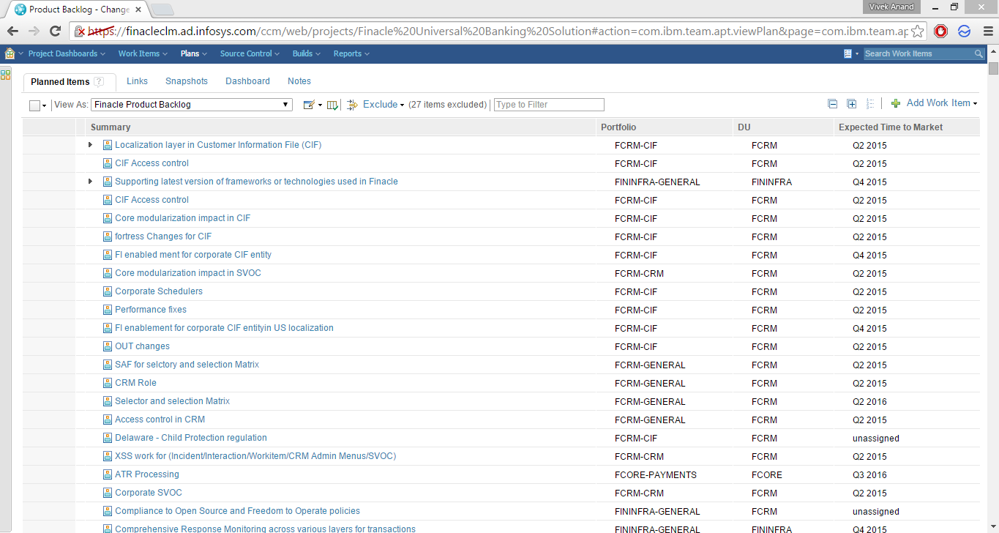 Product Backlog - Change
Vivek Anand
https://finacleclm.ad.infosys.com/ccm/web/projects/Finacle%20Universal%20Banking%20Solution#action=com.ibm.team.apt.viewPlan&page=com.ibm.team.ap
Project Dashboards Work Items Plans Source Control Builds Reports Search Work Items
Planned Items ? Links Snapshots Dashboard Notes
View As: Finacle Product Backlog Exclude (27 items excluded) Type to Filter Add Work Item
Summary Portfolio DU Expected Time to Market
Localization layer in Customer Information File (CIF) FCRM-CIF FCRM Q2 2015
CIF Access control FCRM-CIF FCRM Q2 2015
Supporting latest version of frameworks or technologies used in Finacle FININFRA-GENERAL FININFRA Q4 2015
CIF Access control FCRM-CIF FCRM Q2 2015
Core modularization impact in CIF FCRM-CIF FCRM Q2 2015
fortress Changes for CIF FCRM-CIF FCRM Q2 2015
FI enabled ment for corporate CIF entity FCRM-CIF FCRM Q4 2015
Core modularization impact in SVOC FCRM-CRM FCRM Q2 2015
Corporate Schedulers FCRM-CIF FCRM Q2 2015
Performance fixes FCRM-CIF FCRM Q2 2015
FI enablement for corporate CIF entityin US localization FCRM-CIF FCRM Q4 2015
OUT changes FCRM-CIF FCRM Q2 2015
SAF for selctory and selection Matrix FCRM-GENERAL FCRM Q2 2015
CRM Role FCRM-GENERAL FCRM Q2 2015
Selector and selection Matrix FCRM-GENERAL FCRM Q2 2016
Access control in CRM FCRM-GENERAL FCRM Q2 2015
Delaware - Child Protection regulation FCRM-CIF FCRM unassigned
XSS work for (Incident/Interaction/Workitem/CRM Admin Menus/SVOC) FCRM-CRM FCRM Q2 2015
ATR Processing FCORE-PAYMENTS FCORE Q3 2016
Corporate SVOC FCRM-CRM FCRM Q2 2015
Compliance to Open Source and Freedom to Operate policies FININFRA-GENERAL FCRM unassigned
Comprehensive Response Monitoring across various layers for transactions FININFRA-GENERAL FININFRA Q4 2015